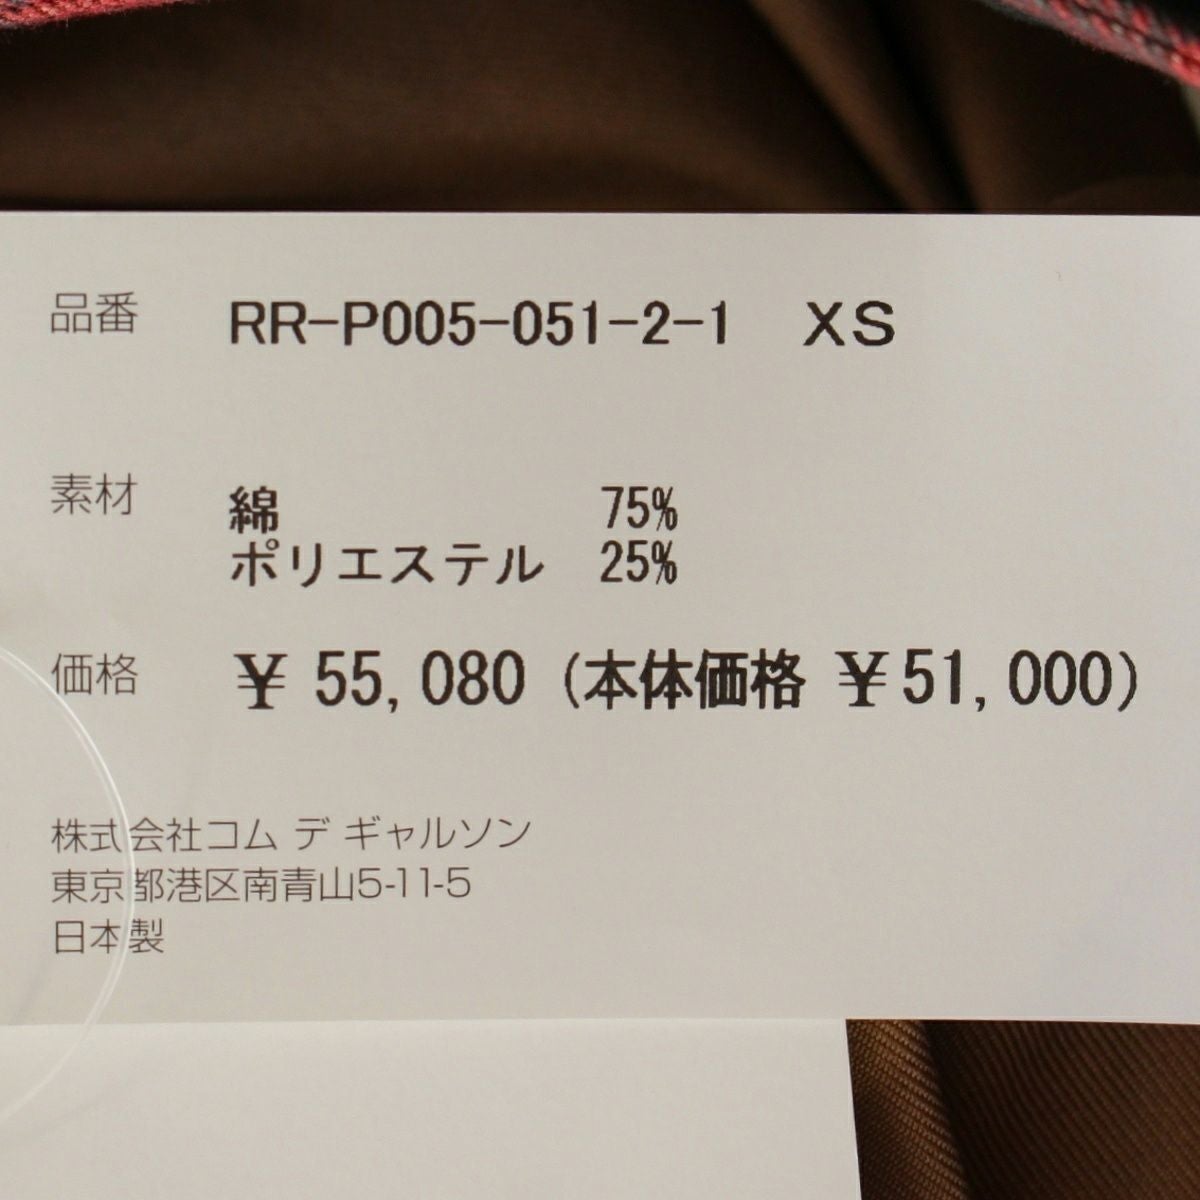 品番 RR-P005-051-2-1 XS
素材 綿 75%
ポリエステル 25%
価格 ¥ 55,080 (本体価格 ¥51,000)
株式会社コム デ ギャルソン
東京都港区南青山5-11-5
日本製